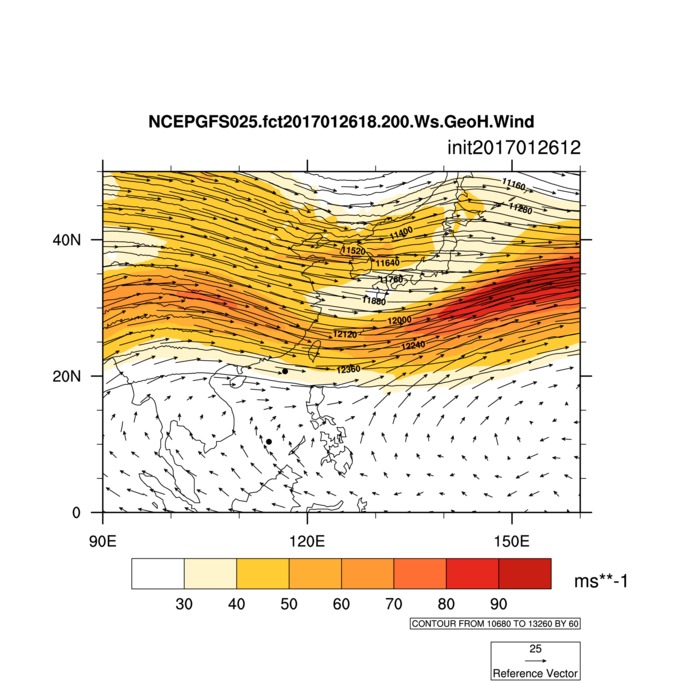 NCEPGFS025.fct2017012618.200.Ws.GeoH.Wind
init2017012612
11160
11280
40N
11400
11520
11640
11760
11880
12000
12120
12240
20N
12360
0
90E 120E 150E
ms**-1
30 40 50 60 70 80 90
CONTOUR FROM 10680 TO 13260 BY 60
25
Reference Vector